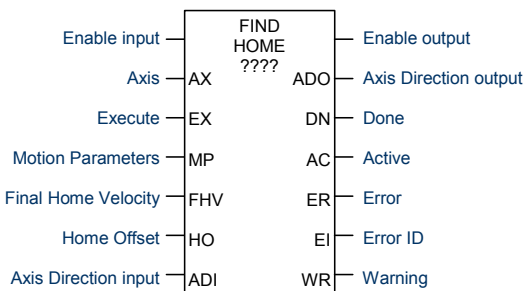 FIND
HOME
????
Enable input
Enable output
Axis AX ADO Axis Direction output
Execute EX DN Done
Motion Parameters MP AC Active
Final Home Velocity FHV ER Error
Home Offset HO EI Error ID
Axis Direction input ADI WR Warning